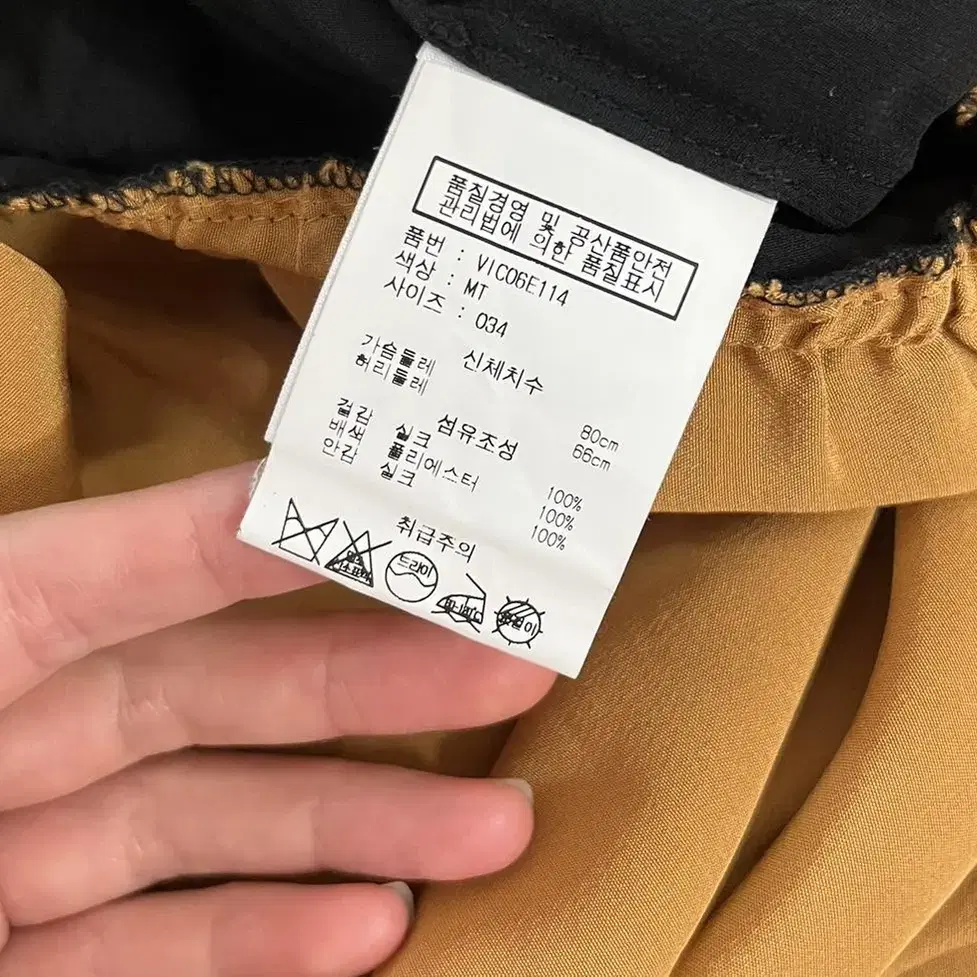 품질경영 및 공산품안전
관리법에 의한 품질표시
품번 : VIC06E114
색상 : MT
사이즈 : 034
신체치수
가슴둘레 80cm
허리둘레 66cm
섬유조성
겉감 실크 100%
배색 폴리에스터 100%
안감 실크 100%
취급주의
드라이